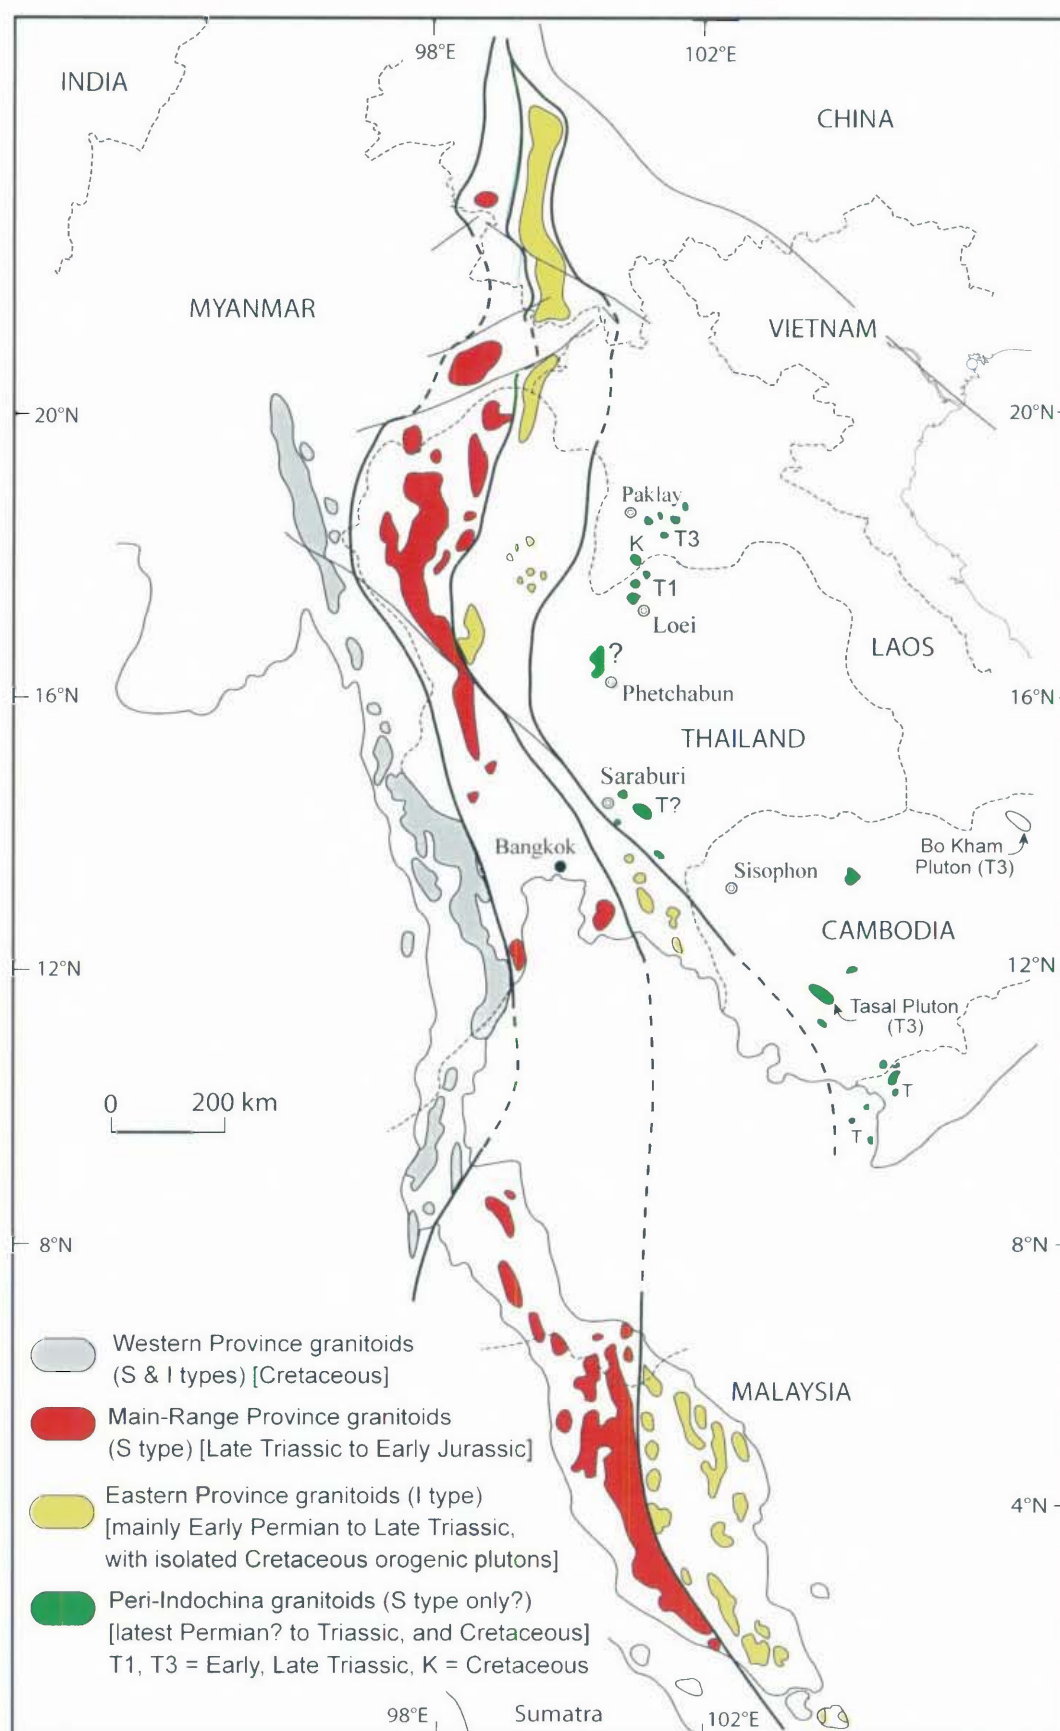 98°E
102°E
INDIA
CHINA
MYANMAR
VIETNAM
20°N
20°N
Paklay
T3
K
T1
Loei
LAOS
?
Phetchabun
16°N
16°N
THAILAND
Saraburi
T?
Bangkok
Bo Kham
Pluton (T3)
Sisophon
CAMBODIA
12°N
12°N
Tasal Pluton
(T3)
T
T
0 200 km
8°N
8°N
Western Province granitoids
(S & I types) [Cretaceous]
MALAYSIA
Main-Range Province granitoids
(S type) [Late Triassic to Early Jurassic]
Eastern Province granitoids (I type)
[mainly Early Permian to Late Triassic,
with isolated Cretaceous orogenic plutons]
4°N
Peri-Indochina granitoids (S type only?)
[latest Permian? to Triassic, and Cretaceous]
T1, T3 = Early, Late Triassic, K = Cretaceous
98°E
Sumatra
102°E